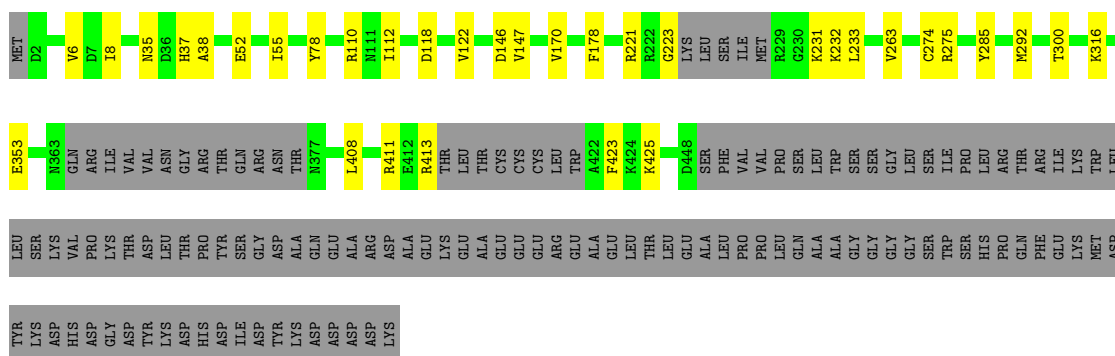 MET D2 V6 D7 I8 N35 D36 H37 A38 E52 I55 Y78 R110 N111 I112 D118 V122 D146 V147 V170 F178 R221 R222 G223 LYS LEU SER ILE MET R229 G230 K231 K232 L233 V263 C274 R275 Y285 M292 T300 K316
E353 N363 GLN ARG ILE VAL VAL ASN GLY ARG THR GLN ARG ASN THR N377 L408 R411 E412 R413 THR LEU THR CYS CYS CYS LEU TRP A422 F423 K424 K425 D448 SER PHE VAL VAL PRO SER LEU TRP SER SER GLY LEU SER ILE PRO LEU ARG THR ARG ILE LYS TRP LEU
LEU SER LYS VAL PRO LYS THR ASP LEU THR PRO TYR SER GLY ASP ALA GLN GLU ALA ARG ASP ALA GLU LYS GLU ALA GLU GLU GLU ARG GLU ALA GLU LEU THR LEU GLU ALA LEU PRO PRO LEU GLN ALA ALA GLY GLY GLY GLY SER TRP SER HIS PRO GLN PHE GLU LYS MET ASP
TYR LYS ASP HIS ASP GLY ASP TYR LYS ASP HIS ASP ILE ASP TYR LYS ASP ASP ASP ASP LYS